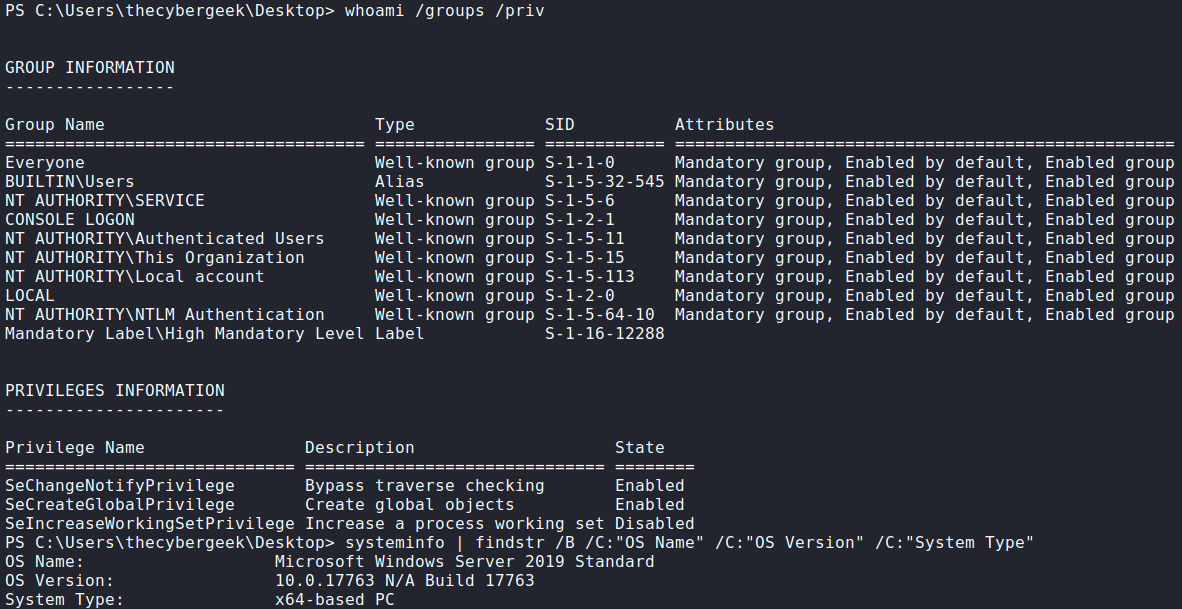 PS C:\Users\thecybergeek\Desktop> whoami /groups /priv
GROUP INFORMATION
-----------------
Group Name                           Type             SID          Attributes
==================================== ================ ============ ==================================================
Everyone                             Well-known group S-1-1-0      Mandatory group, Enabled by default, Enabled group
BUILTIN\Users                        Alias            S-1-5-32-545 Mandatory group, Enabled by default, Enabled group
NT AUTHORITY\SERVICE                 Well-known group S-1-5-6      Mandatory group, Enabled by default, Enabled group
CONSOLE LOGON                        Well-known group S-1-2-1      Mandatory group, Enabled by default, Enabled group
NT AUTHORITY\Authenticated Users     Well-known group S-1-5-11     Mandatory group, Enabled by default, Enabled group
NT AUTHORITY\This Organization       Well-known group S-1-5-15     Mandatory group, Enabled by default, Enabled group
NT AUTHORITY\Local account           Well-known group S-1-5-113    Mandatory group, Enabled by default, Enabled group
LOCAL                                Well-known group S-1-2-0      Mandatory group, Enabled by default, Enabled group
NT AUTHORITY\NTLM Authentication     Well-known group S-1-5-64-10  Mandatory group, Enabled by default, Enabled group
Mandatory Label\High Mandatory Level Label            S-1-16-12288
PRIVILEGES INFORMATION
----------------------
Privilege Name                Description                    State
============================= ============================== ========
SeChangeNotifyPrivilege       Bypass traverse checking       Enabled
SeCreateGlobalPrivilege       Create global objects          Enabled
SeIncreaseWorkingSetPrivilege Increase a process working set Disabled
PS C:\Users\thecybergeek\Desktop> systeminfo | findstr /B /C:"OS Name" /C:"OS Version" /C:"System Type"
OS Name:                   Microsoft Windows Server 2019 Standard
OS Version:                10.0.17763 N/A Build 17763
System Type:               x64-based PC